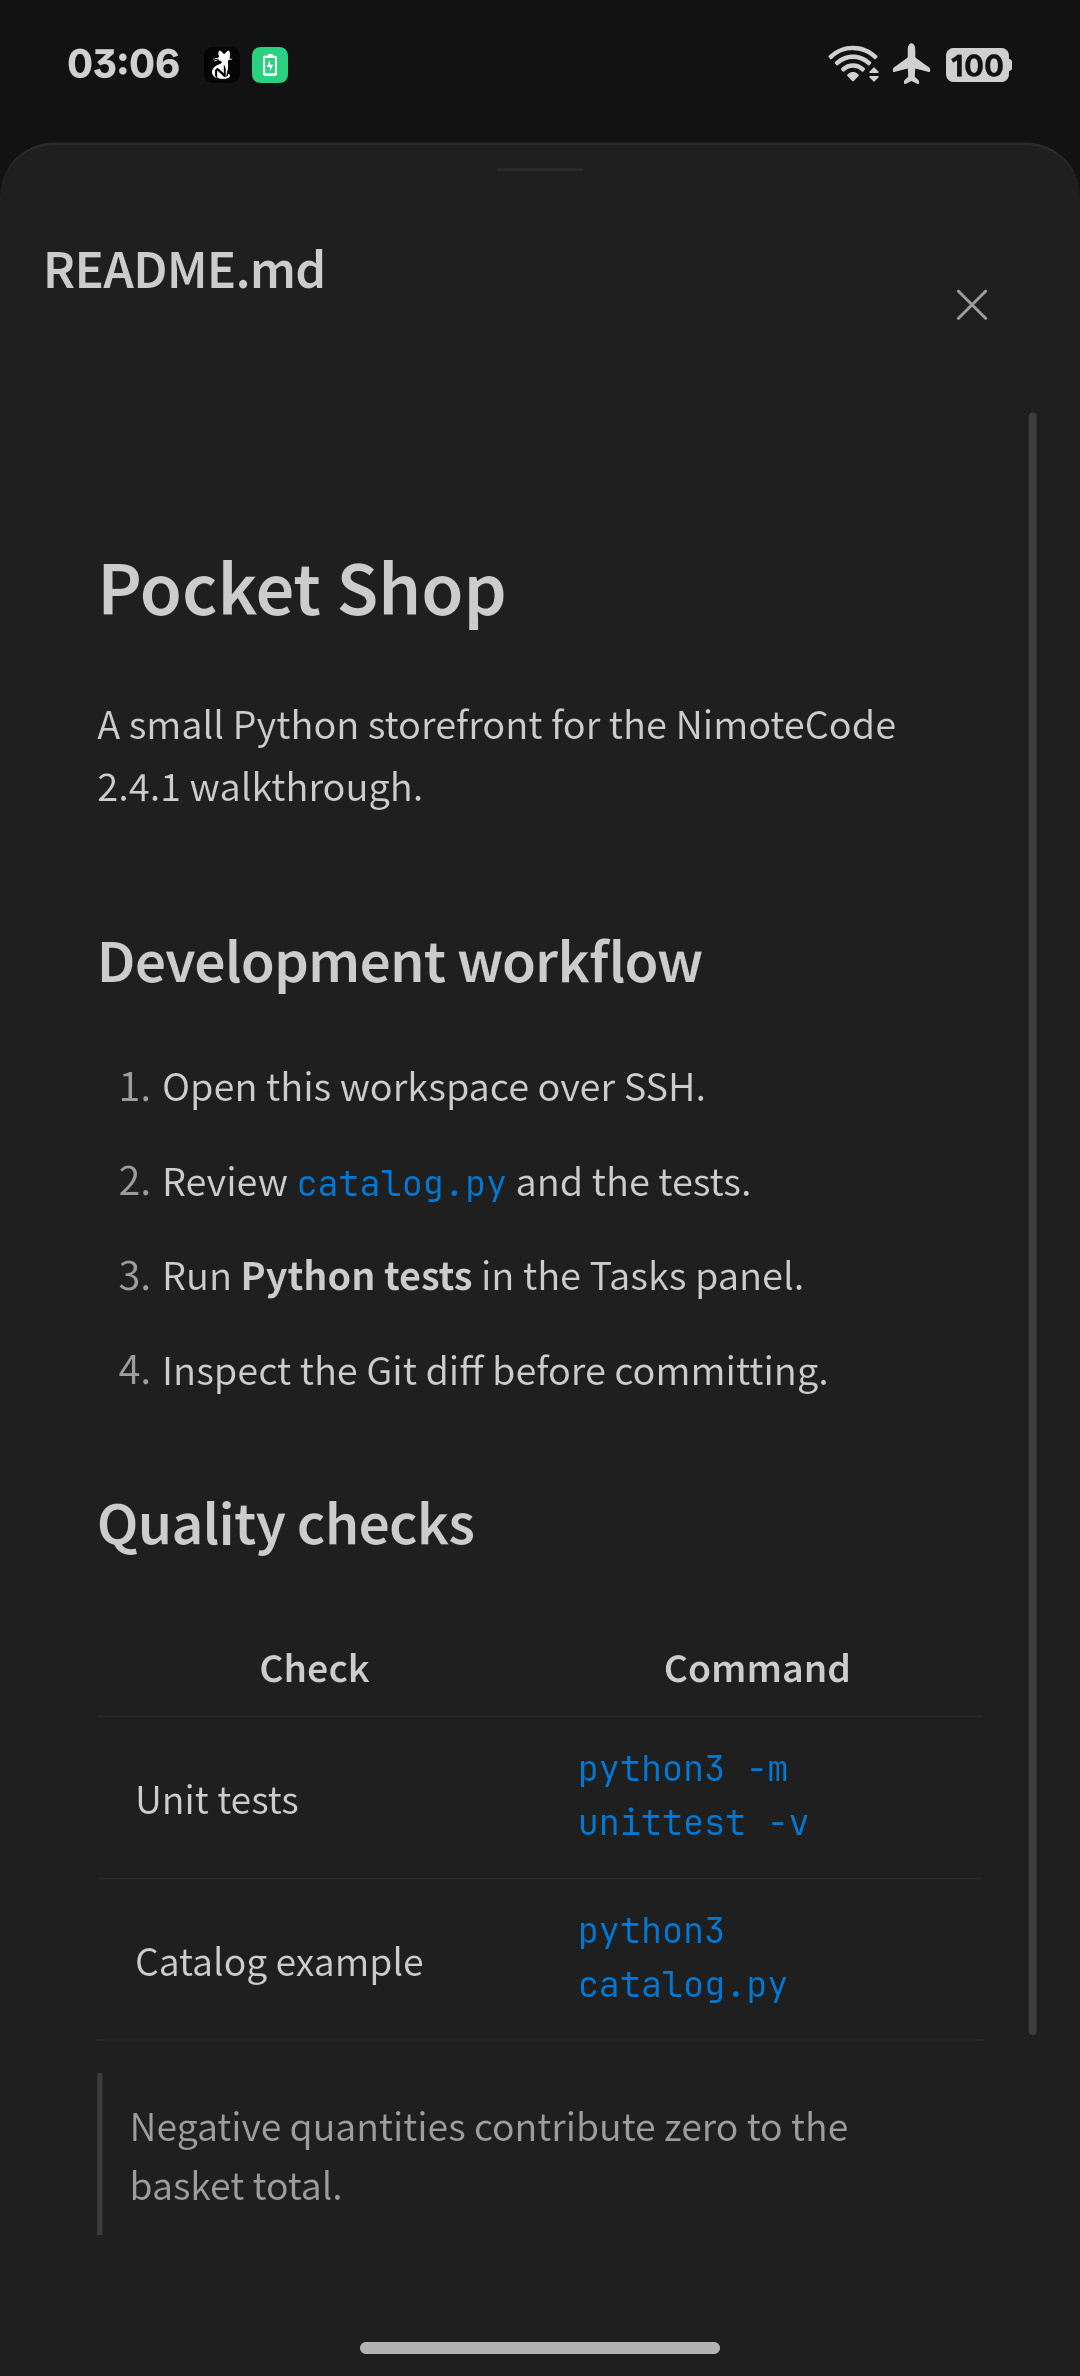 03:06
100
README.md
Pocket Shop
A small Python storefront for the NimoteCode
2.4.1 walkthrough.
Development workflow
1. Open this workspace over SSH.
2. Review catalog.py and the tests.
3. Run Python tests in the Tasks panel.
4. Inspect the Git diff before committing.
Quality checks
Check Command
Unit tests python3 -m
unittest -v
Catalog example python3
catalog.py
Negative quantities contribute zero to the
basket total.